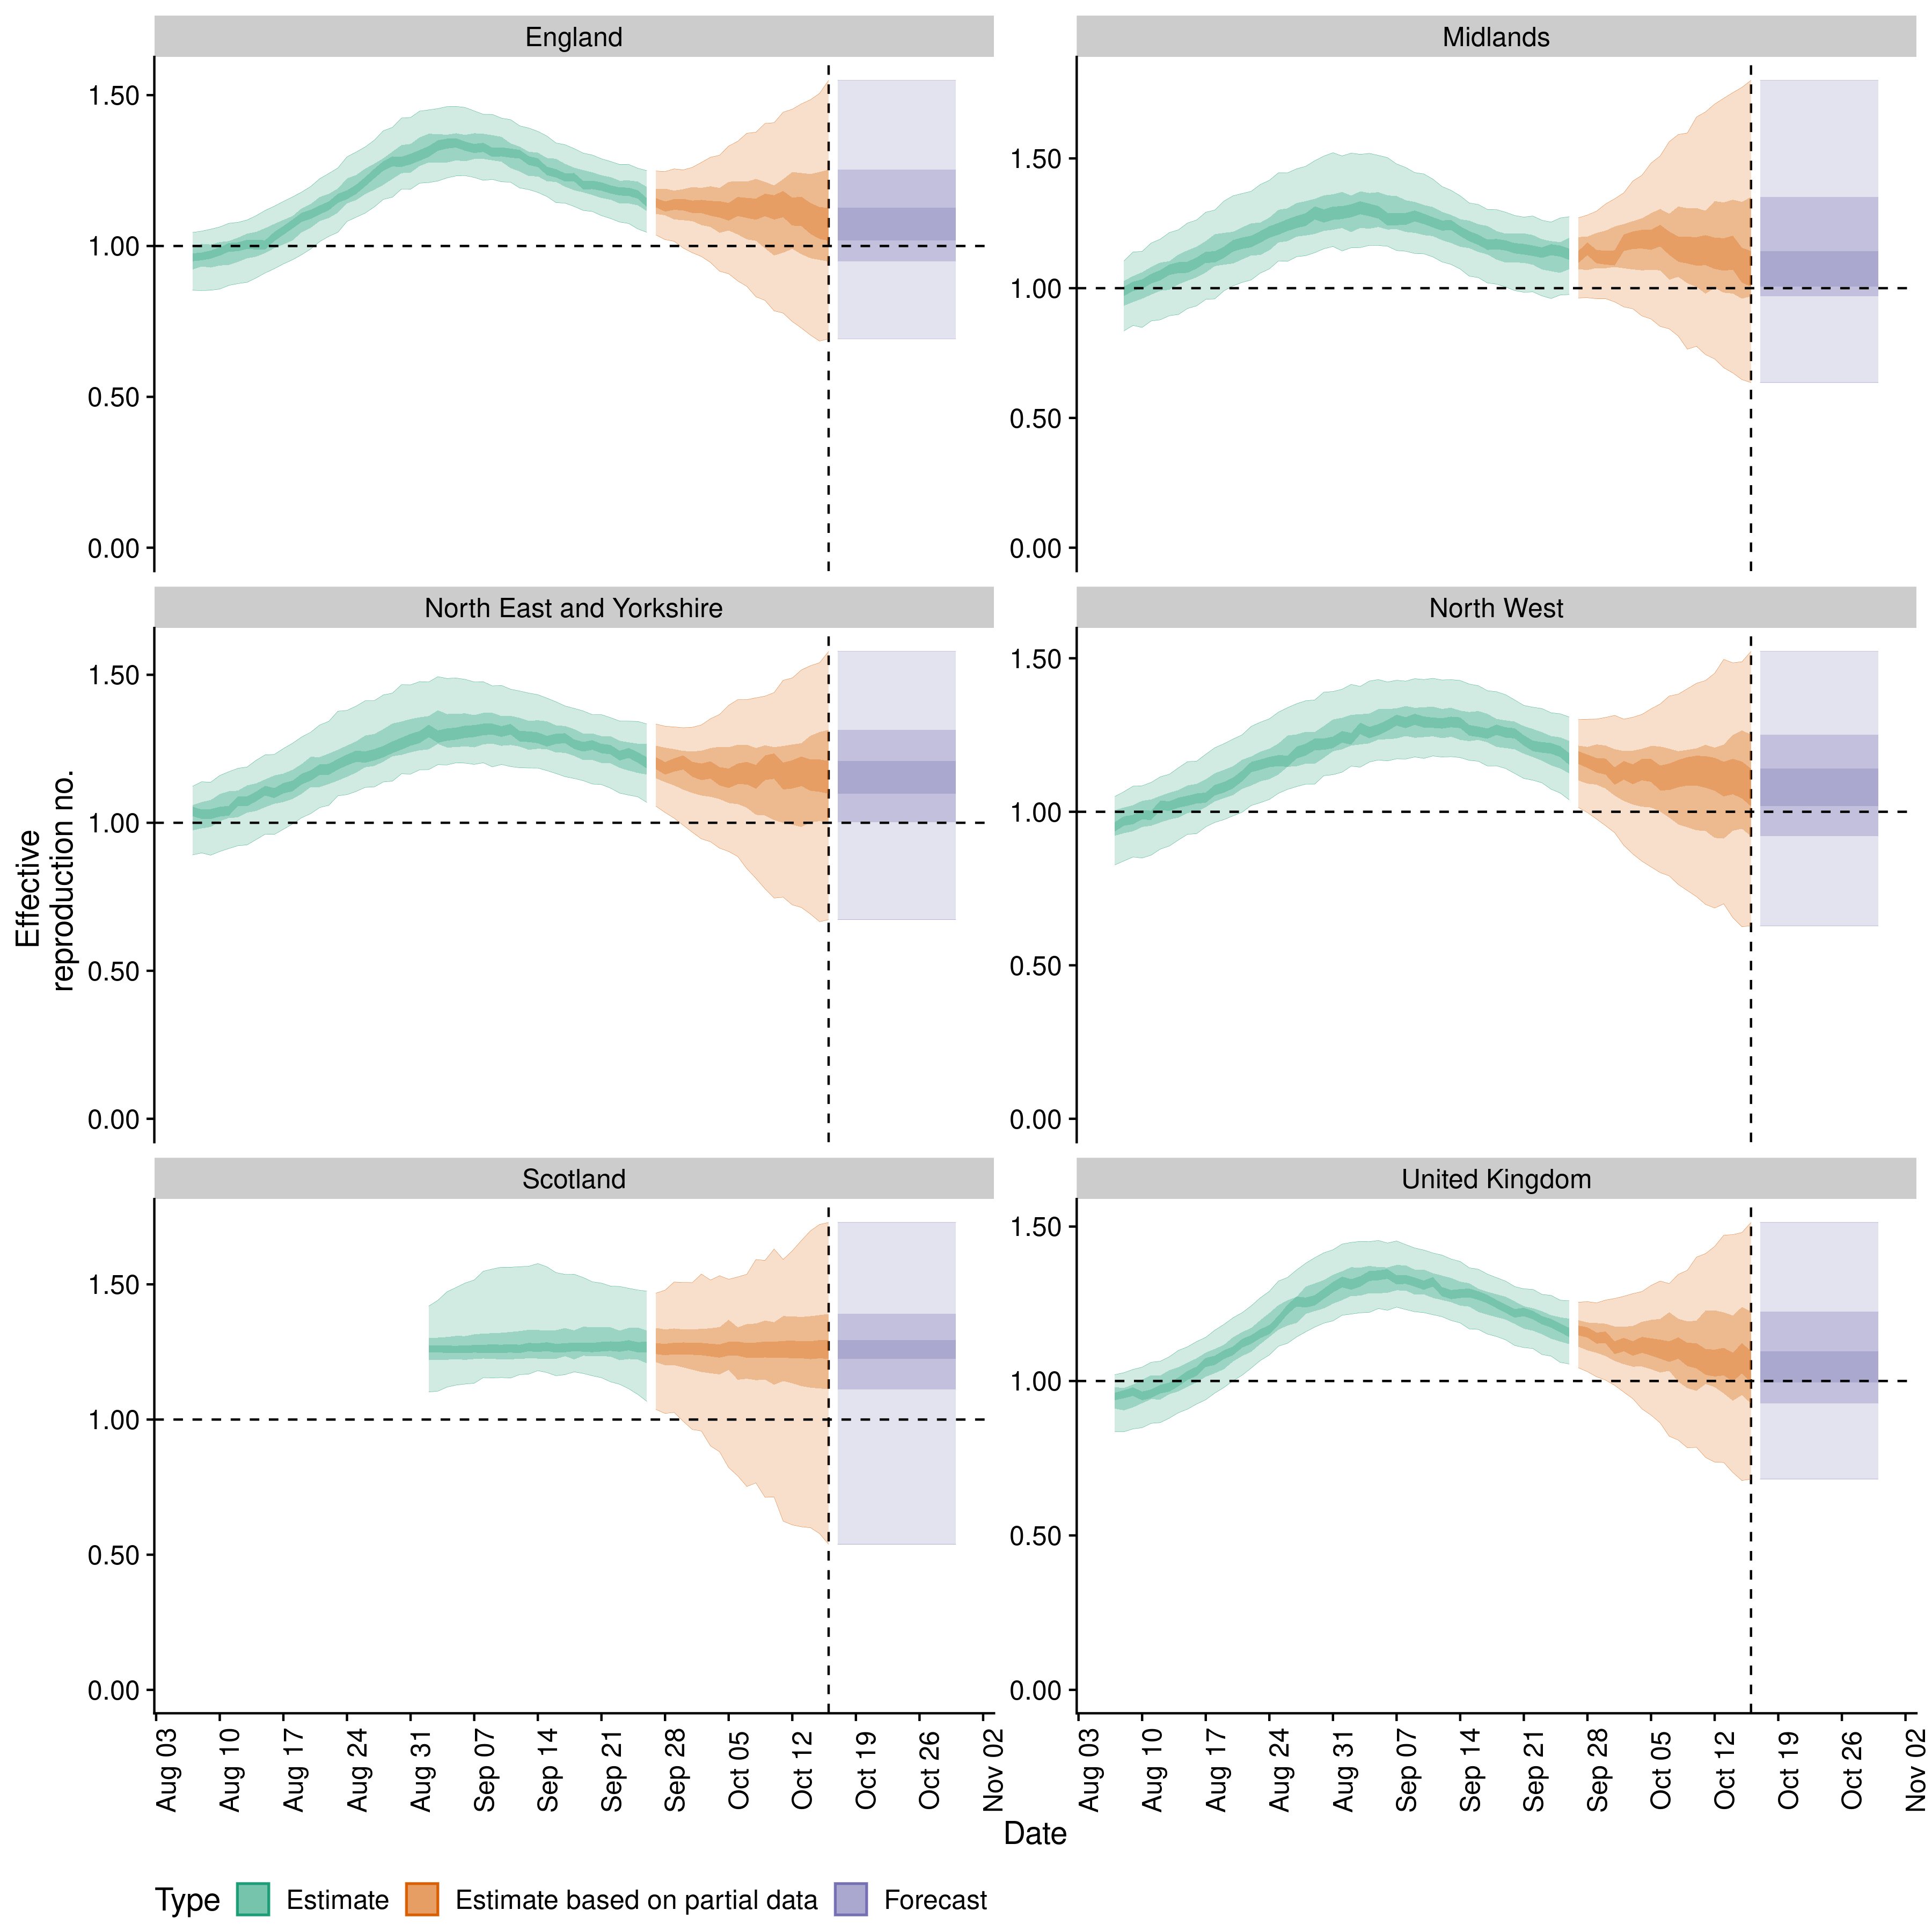 England
Midlands
1.50
1.00
0.50
0.00
1.50
1.00
0.50
0.00
North East and Yorkshire
North West
1.50
1.00
0.50
0.00
1.50
1.00
0.50
0.00
Effective
reproduction no.
Scotland
United Kingdom
1.50
1.00
0.50
0.00
1.50
1.00
0.50
0.00
Aug 03
Aug 10
Aug 17
Aug 24
Aug 31
Sep 07
Sep 14
Sep 21
Sep 28
Oct 05
Oct 12
Oct 19
Oct 26
Nov 02
Aug 03
Aug 10
Aug 17
Aug 24
Aug 31
Sep 07
Sep 14
Sep 21
Sep 28
Oct 05
Oct 12
Oct 19
Oct 26
Nov 02
Date
Type Estimate Estimate based on partial data Forecast